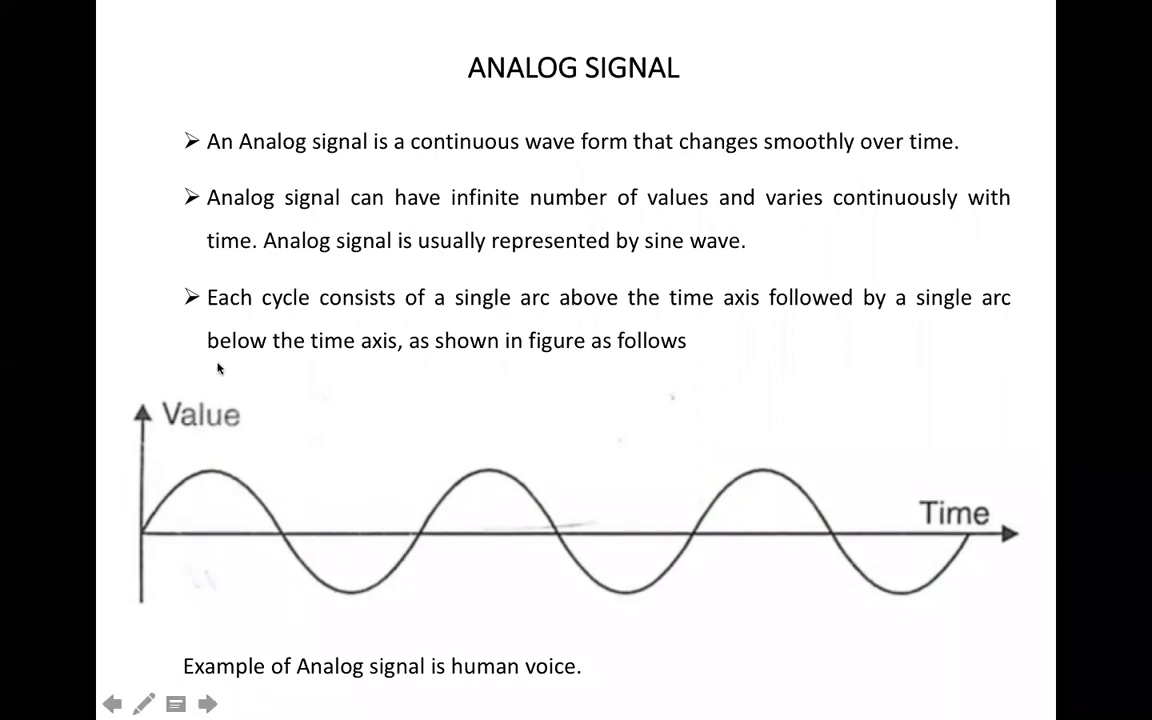 ANALOG SIGNAL
➢ An Analog signal is a continuous wave form that changes smoothly over time.
➢ Analog signal can have infinite number of values and varies continuously with
time. Analog signal is usually represented by sine wave.
➢ Each cycle consists of a single arc above the time axis followed by a single arc
below the time axis, as shown in figure as follows
Value
Time
Example of Analog signal is human voice.